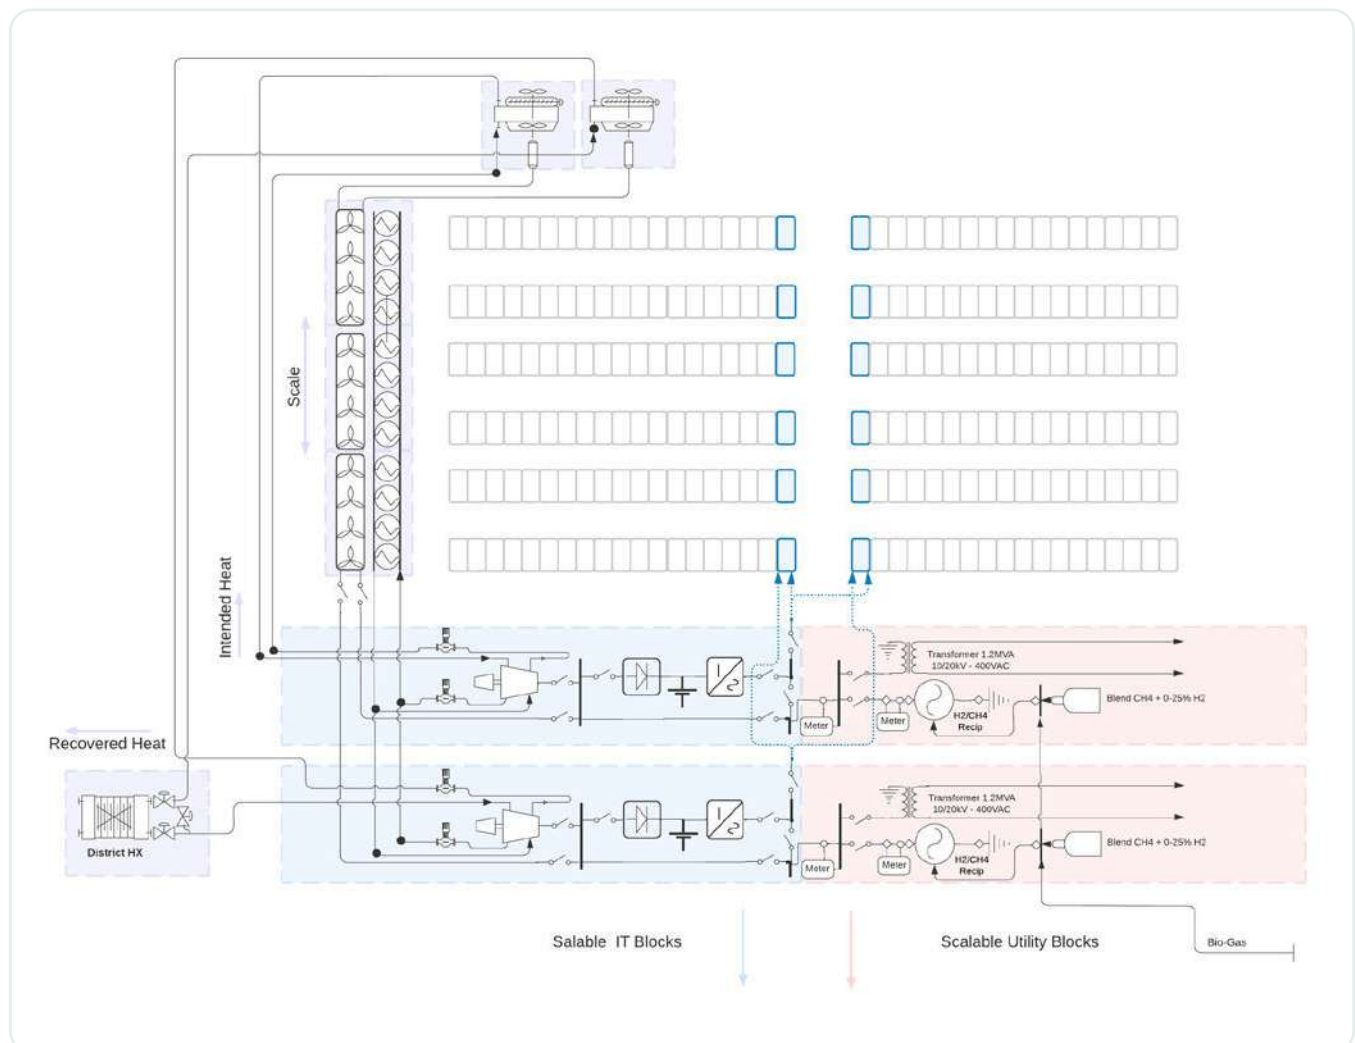 Scale
Intended Heat
Transformer 1.2MVA
10/20kV - 400VAC
Blend CH4 + 0-25% H2
Meter
Meter
H2/CH4
Recip
Recovered Heat
Transformer 1.2MVA
10/20kV - 400VAC
District HX
Blend CH4 + 0-25% H2
Meter
Meter
H2/CH4
Recip
Salable IT Blocks
Scalable Utility Blocks
Bio-Gas